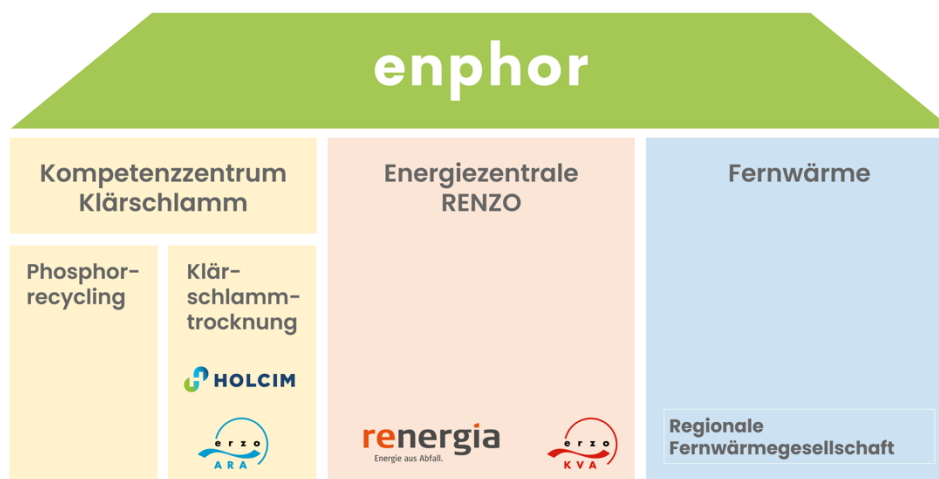 enphor
Kompetenzzentrum
Klärschlamm
Phosphor-
recycling
Klär-
schlamm-
trocknung
HOLCIM
erzo
ARA
Energiezentrale
RENZO
renergia
Energie aus Abfall.
erzo
KVA
Fernwärme
Regionale
Fernwärmegesellschaft